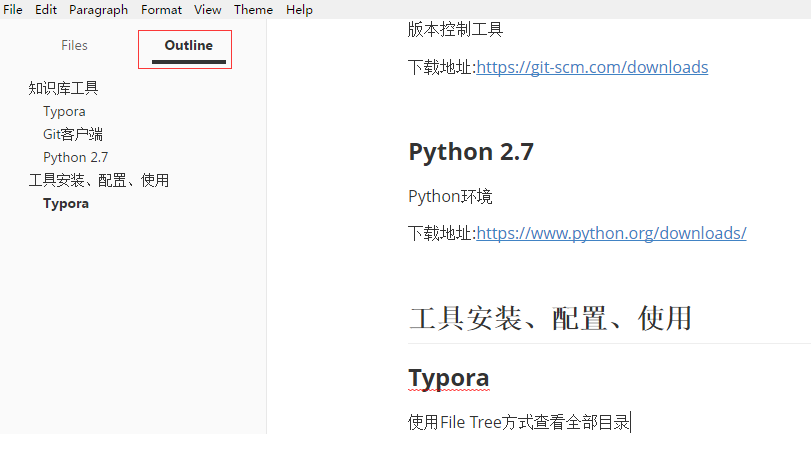 File Edit Paragraph Format View Theme Help
Files Outline
知识库工具
Typora
Git客户端
Python 2.7
工具安装、配置、使用
Typora
版本控制工具
下载地址:https://git-scm.com/downloads
Python 2.7
Python环境
下载地址:https://www.python.org/downloads/
工具安装、配置、使用
Typora
使用File Tree方式查看全部目录